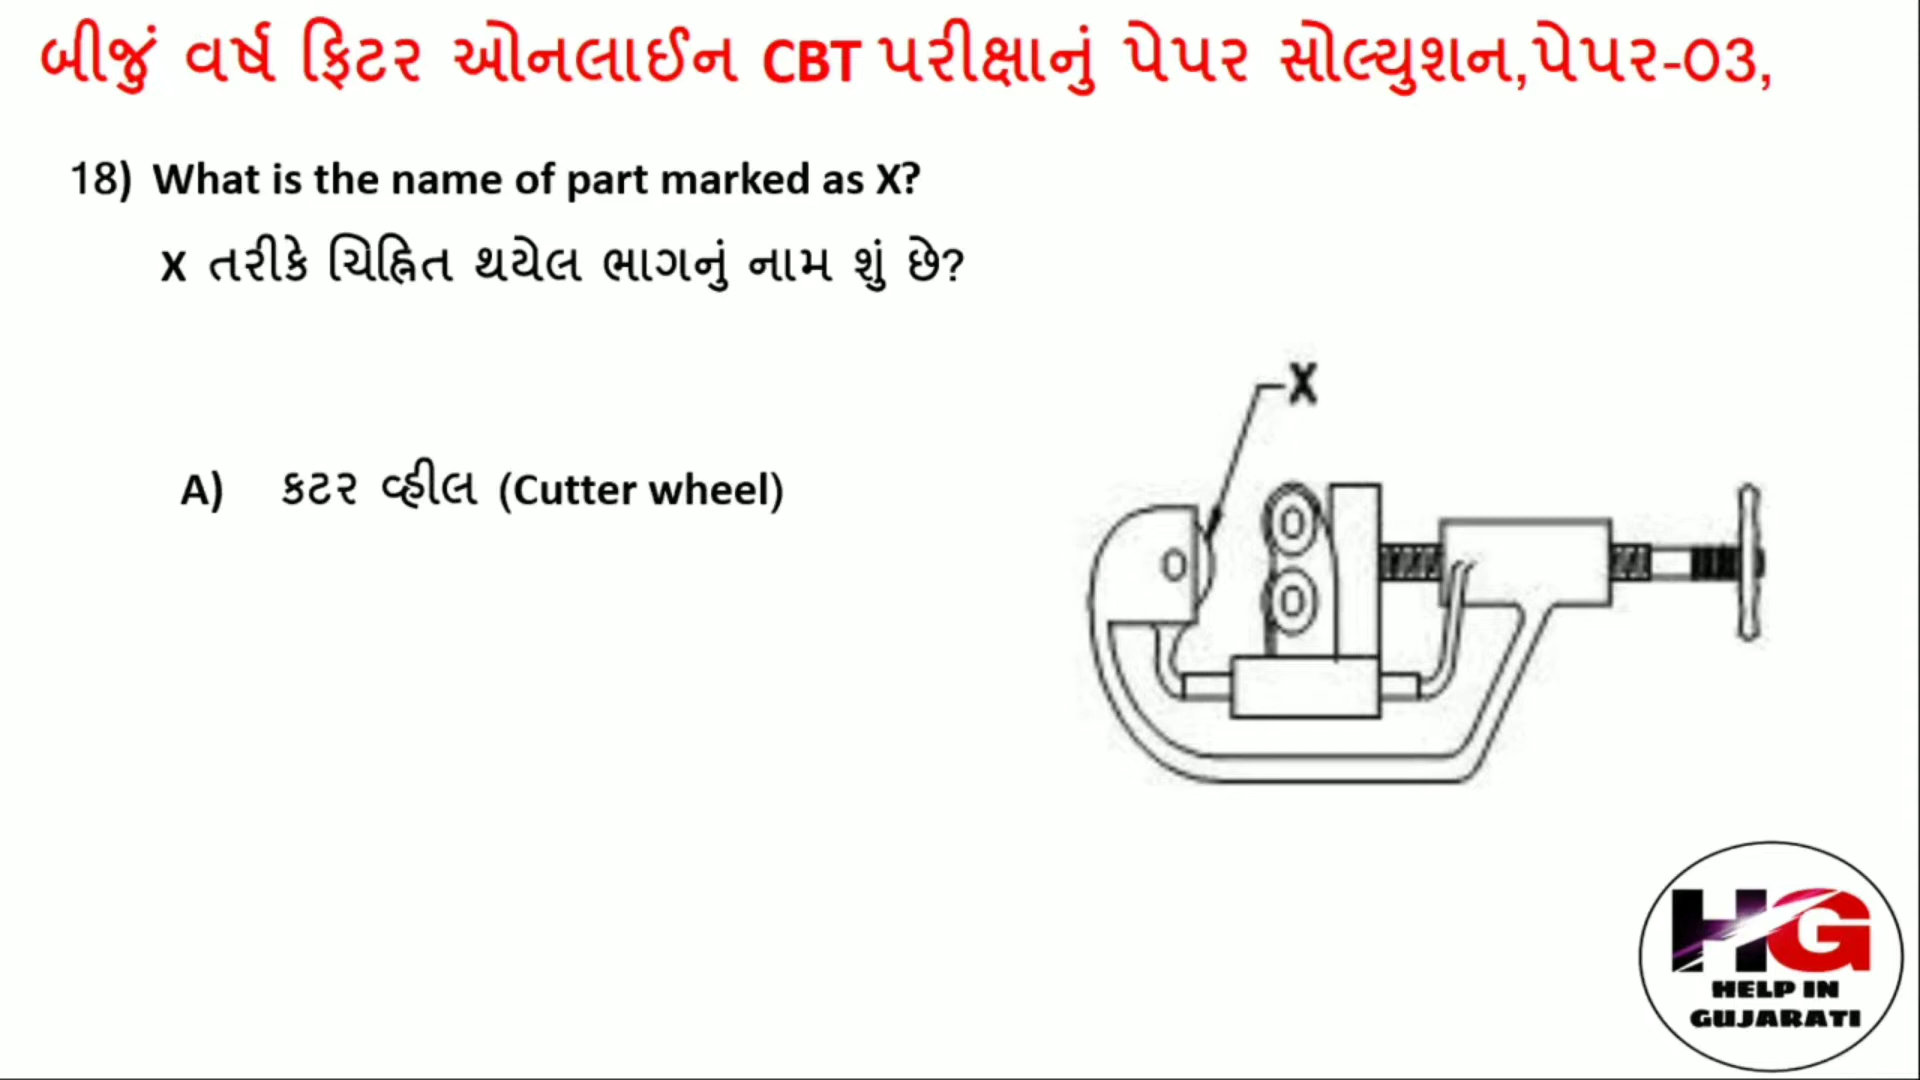 બીજું વર્ષ ફિટર ઓનલાઈન CBT પરીક્ષાનું પેપર સોલ્યુશન,પેપર-03,
18) What is the name of part marked as X?
X તરીકે ચિહ્નિત થયેલ ભાગનું નામ શું છે?
X
A) કટર વ્હીલ (Cutter wheel)
HG
HELP IN
GUJARATI